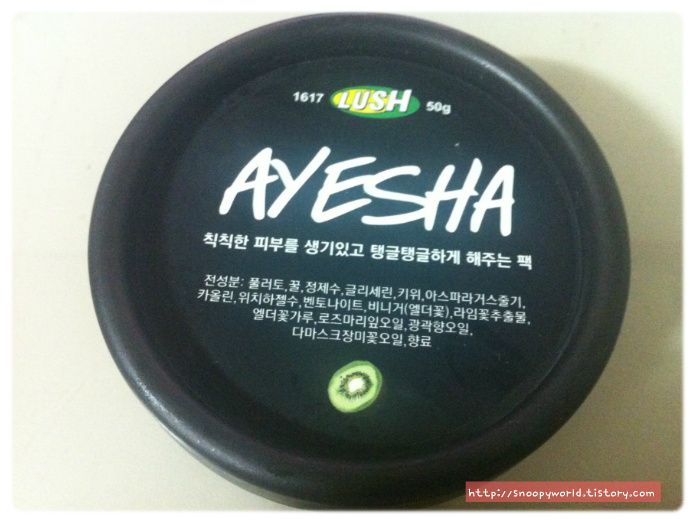 1617 LUSH 50g
AYESHA
칙칙한 피부를 생기있고 탱글탱글하게 해주는 팩
전성분: 풀러토,꿀,정제수,글리세린,키위,아스파라거스줄기,
카올린,위치하젤수,벤토나이트,비니거(엘더꽃),라임꽃추출물,
엘더꽃가루,로즈마리잎오일,광곽향오일,
다마스크장미꽃오일,향료
http://snoopyworld.tistory.com